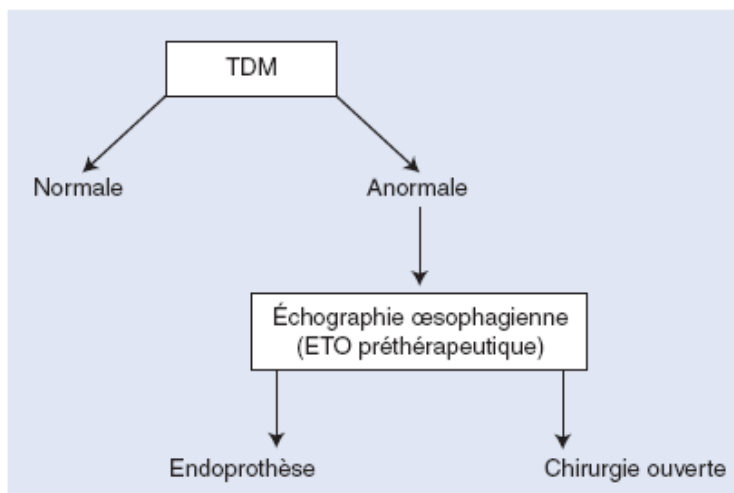 TDM
Normale
Anormale
Échographie œsophagienne
(ETO préthérapeutique)
Endoprothèse
Chirurgie ouverte